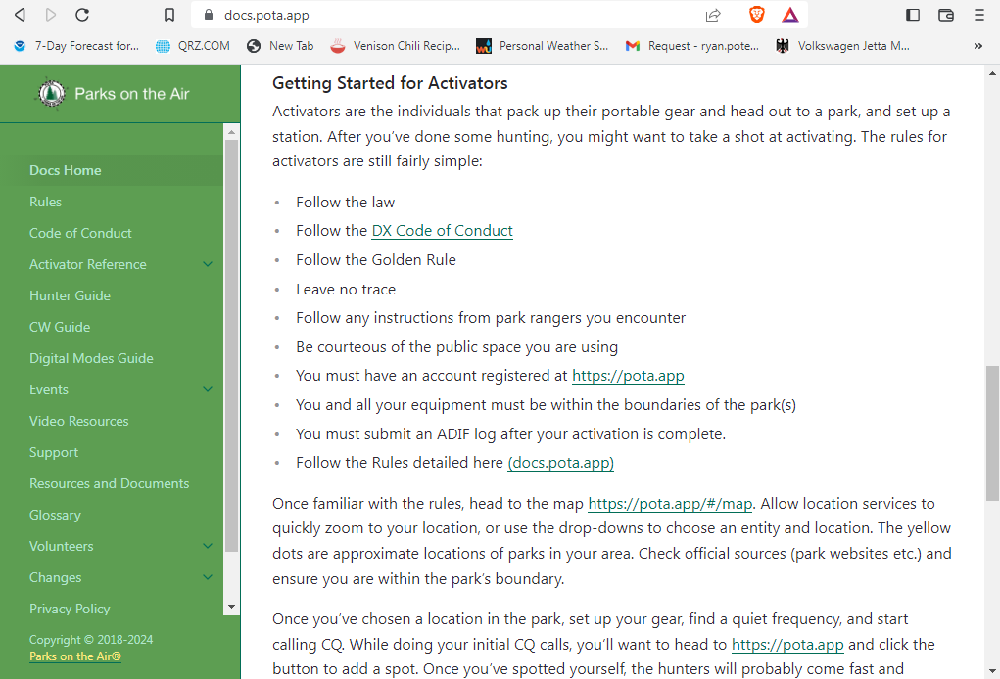 docs.pota.app
7-Day Forecast for...
QRZ.COM
New Tab
Venison Chili Recip...
Personal Weather S...
Request - ryan.pote...
Volkswagen Jetta M...
Parks on the Air
Docs Home
Rules
Code of Conduct
Activator Reference
Hunter Guide
CW Guide
Digital Modes Guide
Events
Video Resources
Support
Resources and Documents
Glossary
Volunteers
Changes
Privacy Policy
Copyright © 2018-2024
Parks on the Air®
Getting Started for Activators
Activators are the individuals that pack up their portable gear and head out to a park, and set up a
station. After you’ve done some hunting, you might want to take a shot at activating. The rules for
activators are still fairly simple:
• Follow the law
• Follow the DX Code of Conduct
• Follow the Golden Rule
• Leave no trace
• Follow any instructions from park rangers you encounter
• Be courteous of the public space you are using
• You must have an account registered at https://pota.app
• You and all your equipment must be within the boundaries of the park(s)
• You must submit an ADIF log after your activation is complete.
• Follow the Rules detailed here (docs.pota.app)
Once familiar with the rules, head to the map https://pota.app/#/map. Allow location services to
quickly zoom to your location, or use the drop-downs to choose an entity and location. The yellow
dots are approximate locations of parks in your area. Check official sources (park websites etc.) and
ensure you are within the park’s boundary.
Once you’ve chosen a location in the park, set up your gear, find a quiet frequency, and start
calling CQ. While doing your initial CQ calls, you’ll want to head to https://pota.app and click the
button to add a spot. Once you’ve spotted yourself, the hunters will probably come fast and